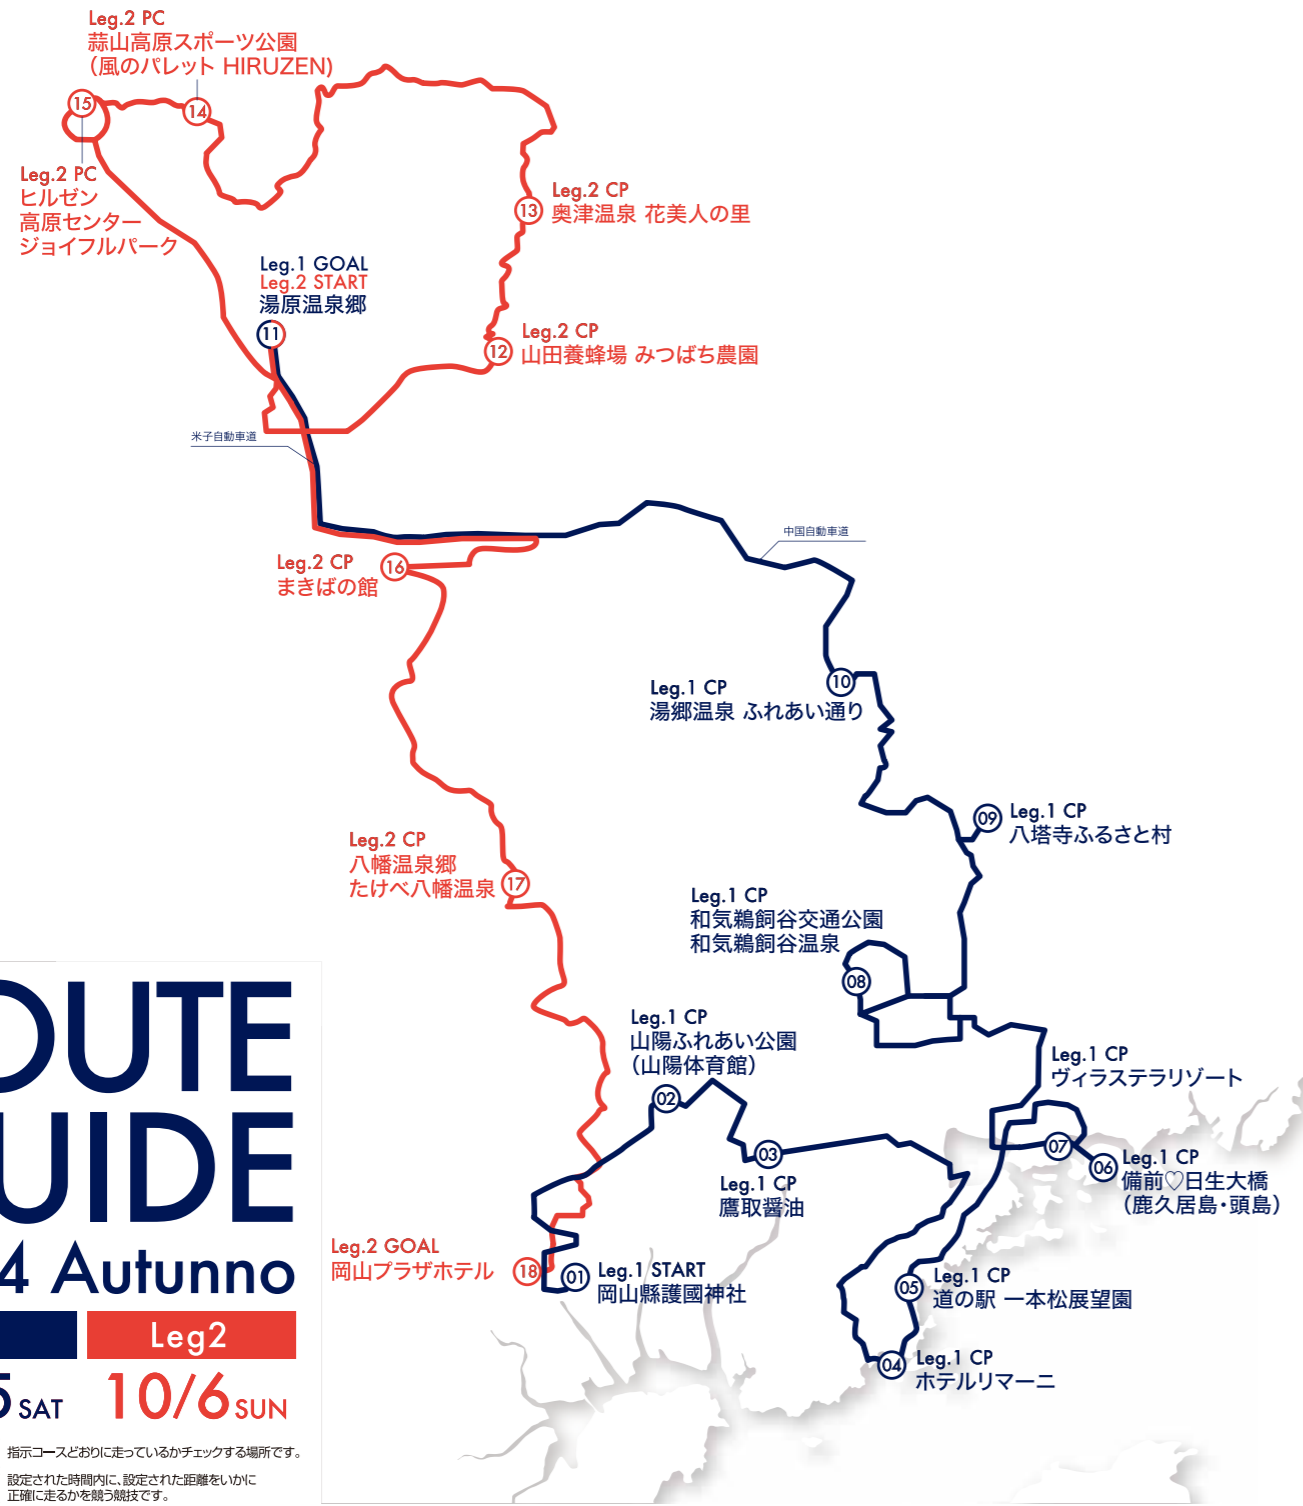 Leg.2 PC
蒜山高原スポーツ公園
（風のパレット HIRUZEN）
15
14
Leg.2 PC
ヒルゼン
高原センター
ジョイフルパーク
Leg.2 CP
13
奥津温泉 花美人の里
Leg.1 GOAL
Leg.2 START
湯原温泉郷
11
Leg.2 CP
12
山田養蜂場 みつばち農園
米子自動車道
中国自動車道
Leg.2 CP
16
まきばの館
Leg.1 CP
10
湯郷温泉 ふれあい通り
Leg.1 CP
09
八塔寺ふるさと村
Leg.2 CP
八幡温泉郷
たけべ八幡温泉
17
Leg.1 CP
和気鵜飼谷交通公園
和気鵜飼谷温泉
08
Leg.1 CP
山陽ふれあい公園
（山陽体育館）
02
Leg.1 CP
ヴィラステラリゾート
07
06
Leg.1 CP
備前♡日生大橋
（鹿久居島・頭島）
03
Leg.1 CP
鷹取醤油
Leg.2 GOAL
岡山プラザホテル
18
01
Leg.1 START
岡山縣護國神社
05
Leg.1 CP
道の駅 一本松展望園
04
Leg.1 CP
ホテルリマーニ
OUTE
UIDE
4 Autunno
Leg2
5 SAT
10/6 SUN
指示コースどおりに走っているかチェックする場所です。
設定された時間内に、設定された距離をいかに
正確に走るかを競う競技です。